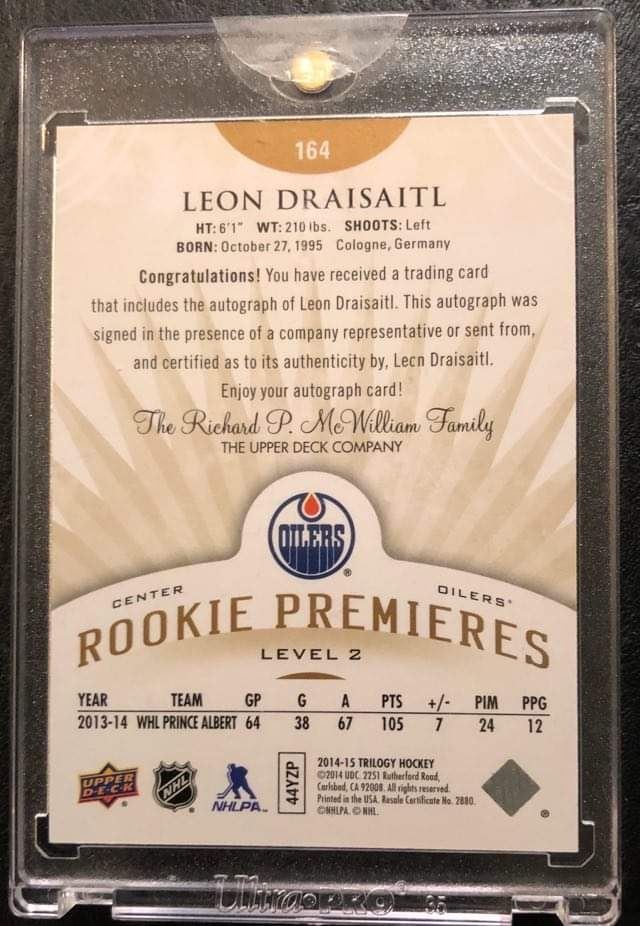 164
LEON DRAISAITL
HT: 6'1" WT: 210 lbs. SHOOTS: Left
BORN: October 27, 1995 Cologne, Germany
Congratulations! You have received a trading card
that includes the autograph of Leon Draisaitl. This autograph was
signed in the presence of a company representative or sent from,
and certified as to its authenticity by, Leon Draisaitl.
Enjoy your autograph card!
The Richard P. McWilliam Family
THE UPPER DECK COMPANY
OILERS
®
CENTER
OILERS®
ROOKIE PREMIERES
LEVEL 2
YEAR TEAM GP G A PTS +/- PIM PPG
2013-14 WHL PRINCE ALBERT 64 38 67 105 7 24 12
UPPER
D·E·C·K
NHL
NHLPA
44YZP
2014-15 TRILOGY HOCKEY
©2014 UDC. 2251 Rutherford Road,
Carlsbad, CA 92008. All rights reserved.
Printed in the USA. Resale Certificate No. 2880.
©NHLPA. © NHL.
Ultra·PRO® 35